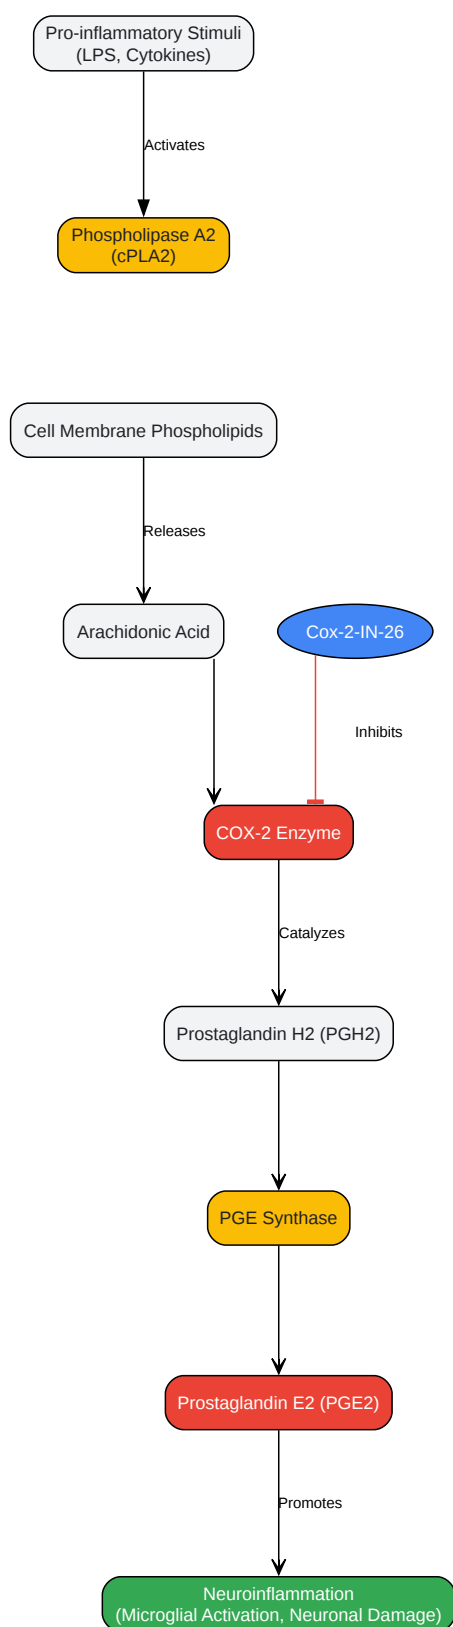 Pro-inflammatory Stimuli
(LPS, Cytokines)
Activates
Phospholipase A2
(cPLA2)
Cell Membrane Phospholipids
Releases
Arachidonic Acid
Cox-2-IN-26
Inhibits
COX-2 Enzyme
Catalyzes
Prostaglandin H2 (PGH2)
PGE Synthase
Prostaglandin E2 (PGE2)
Promotes
Neuroinflammation
(Microglial Activation, Neuronal Damage)